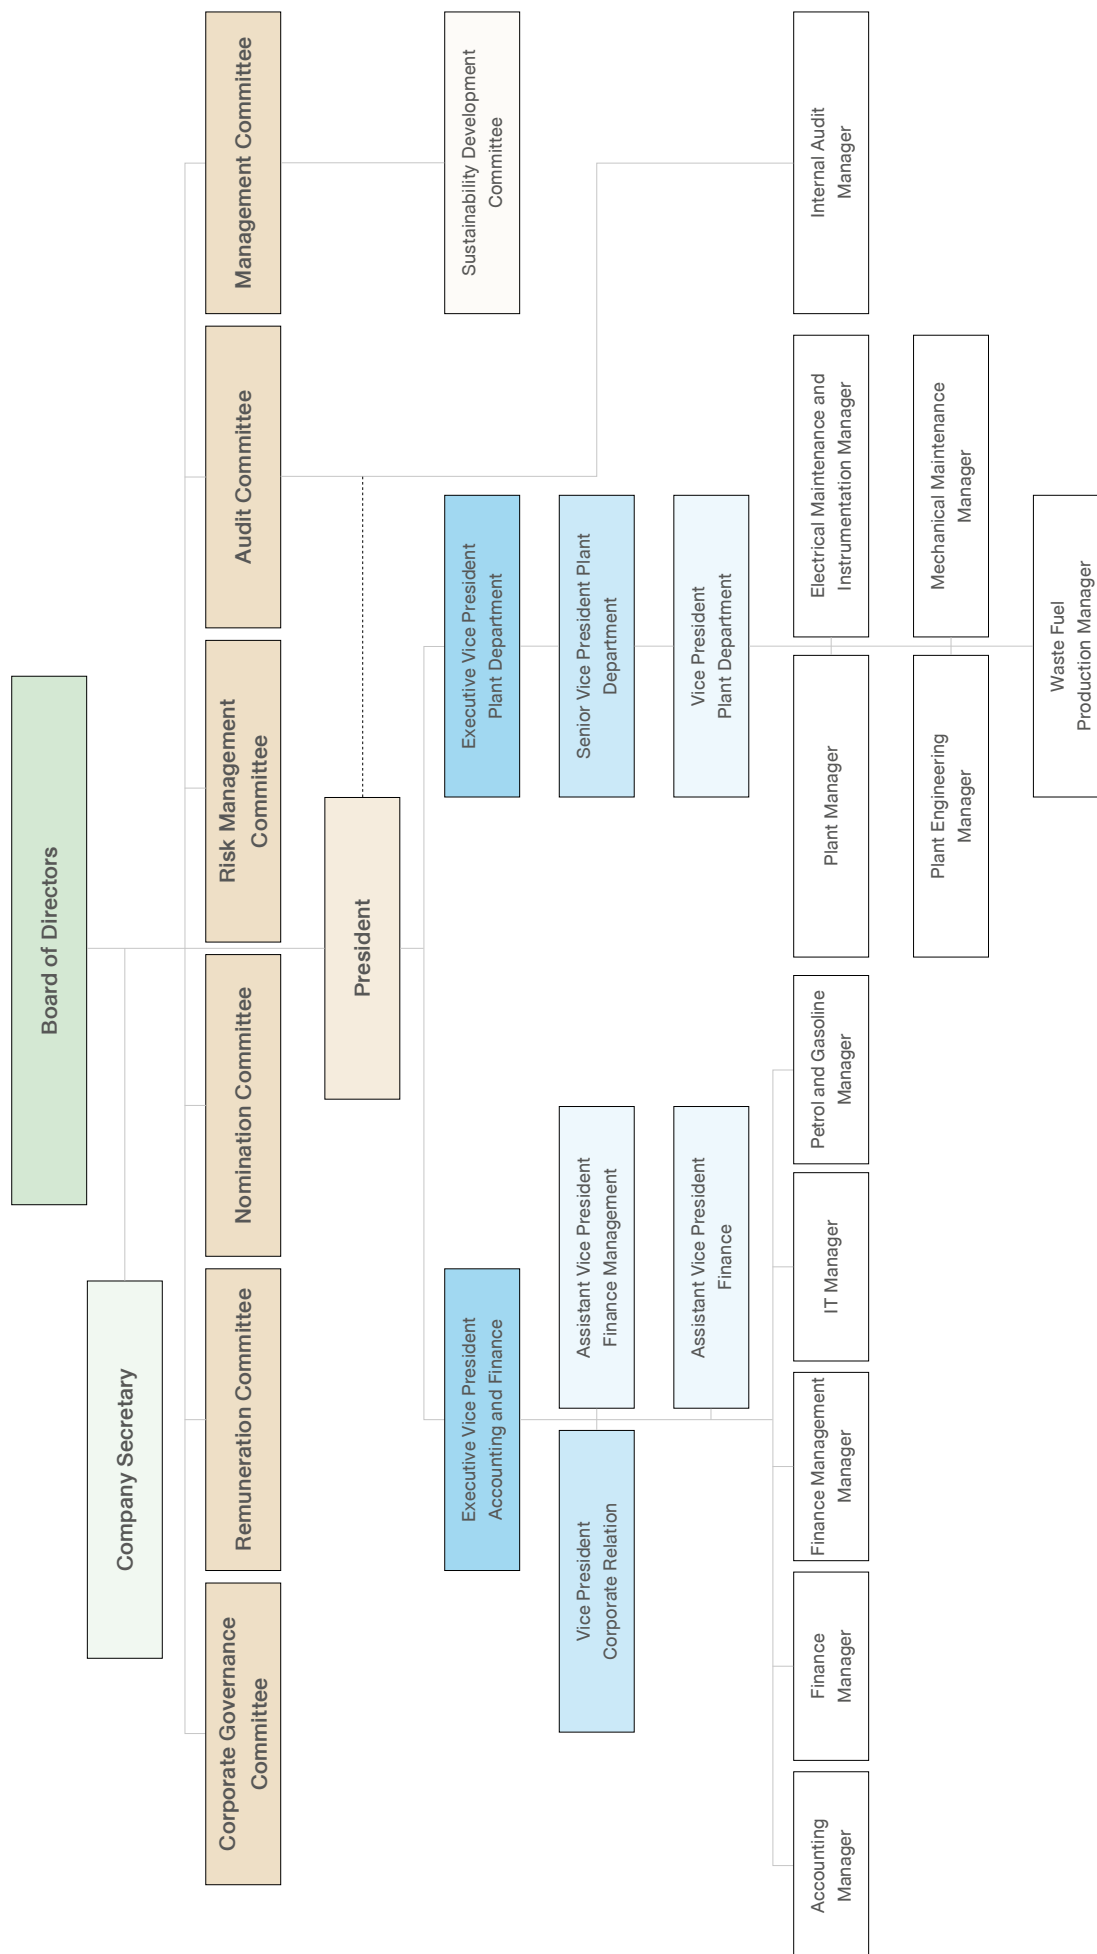 Board of Directors
Company Secretary
Corporate Governance
Committee
Remuneration Committee
Nomination Committee
Risk Management
Committee
Audit Committee
Management Committee
President
Executive Vice President
Accounting and Finance
Executive Vice President
Plant Department
Sustainability Development
Committee
Vice President
Corporate Relation
Assistant Vice President
Finance Management
Senior Vice President Plant
Department
Assistant Vice President
Finance
Vice President
Plant Department
Accounting
Manager
Finance
Manager
Finance Management
Manager
IT Manager
Petrol and Gasoline
Manager
Plant Manager
Electrical Maintenance and
Instrumentation Manager
Internal Audit
Manager
Plant Engineering
Manager
Mechanical Maintenance
Manager
Waste Fuel
Production Manager